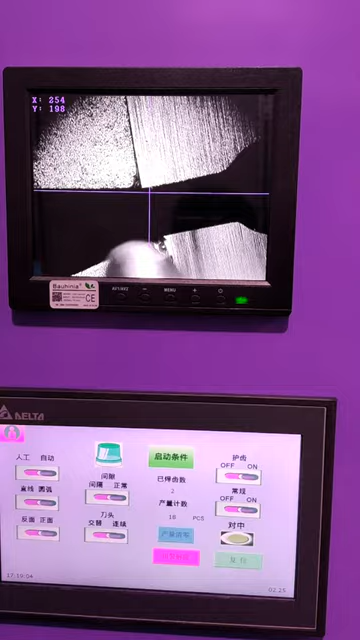 X: 254
Y: 198
Bauhinia
CE
MENU
DELTA
人工 自动
启动条件
护齿
OFF ON
间隙
间隔 正常
已焊齿数
2
直线 圆弧
常规
OFF ON
产量计数
18 PCS
反面 正面
刀头
交替 连续
对中
产量清零
复位
17:19:04
02.25